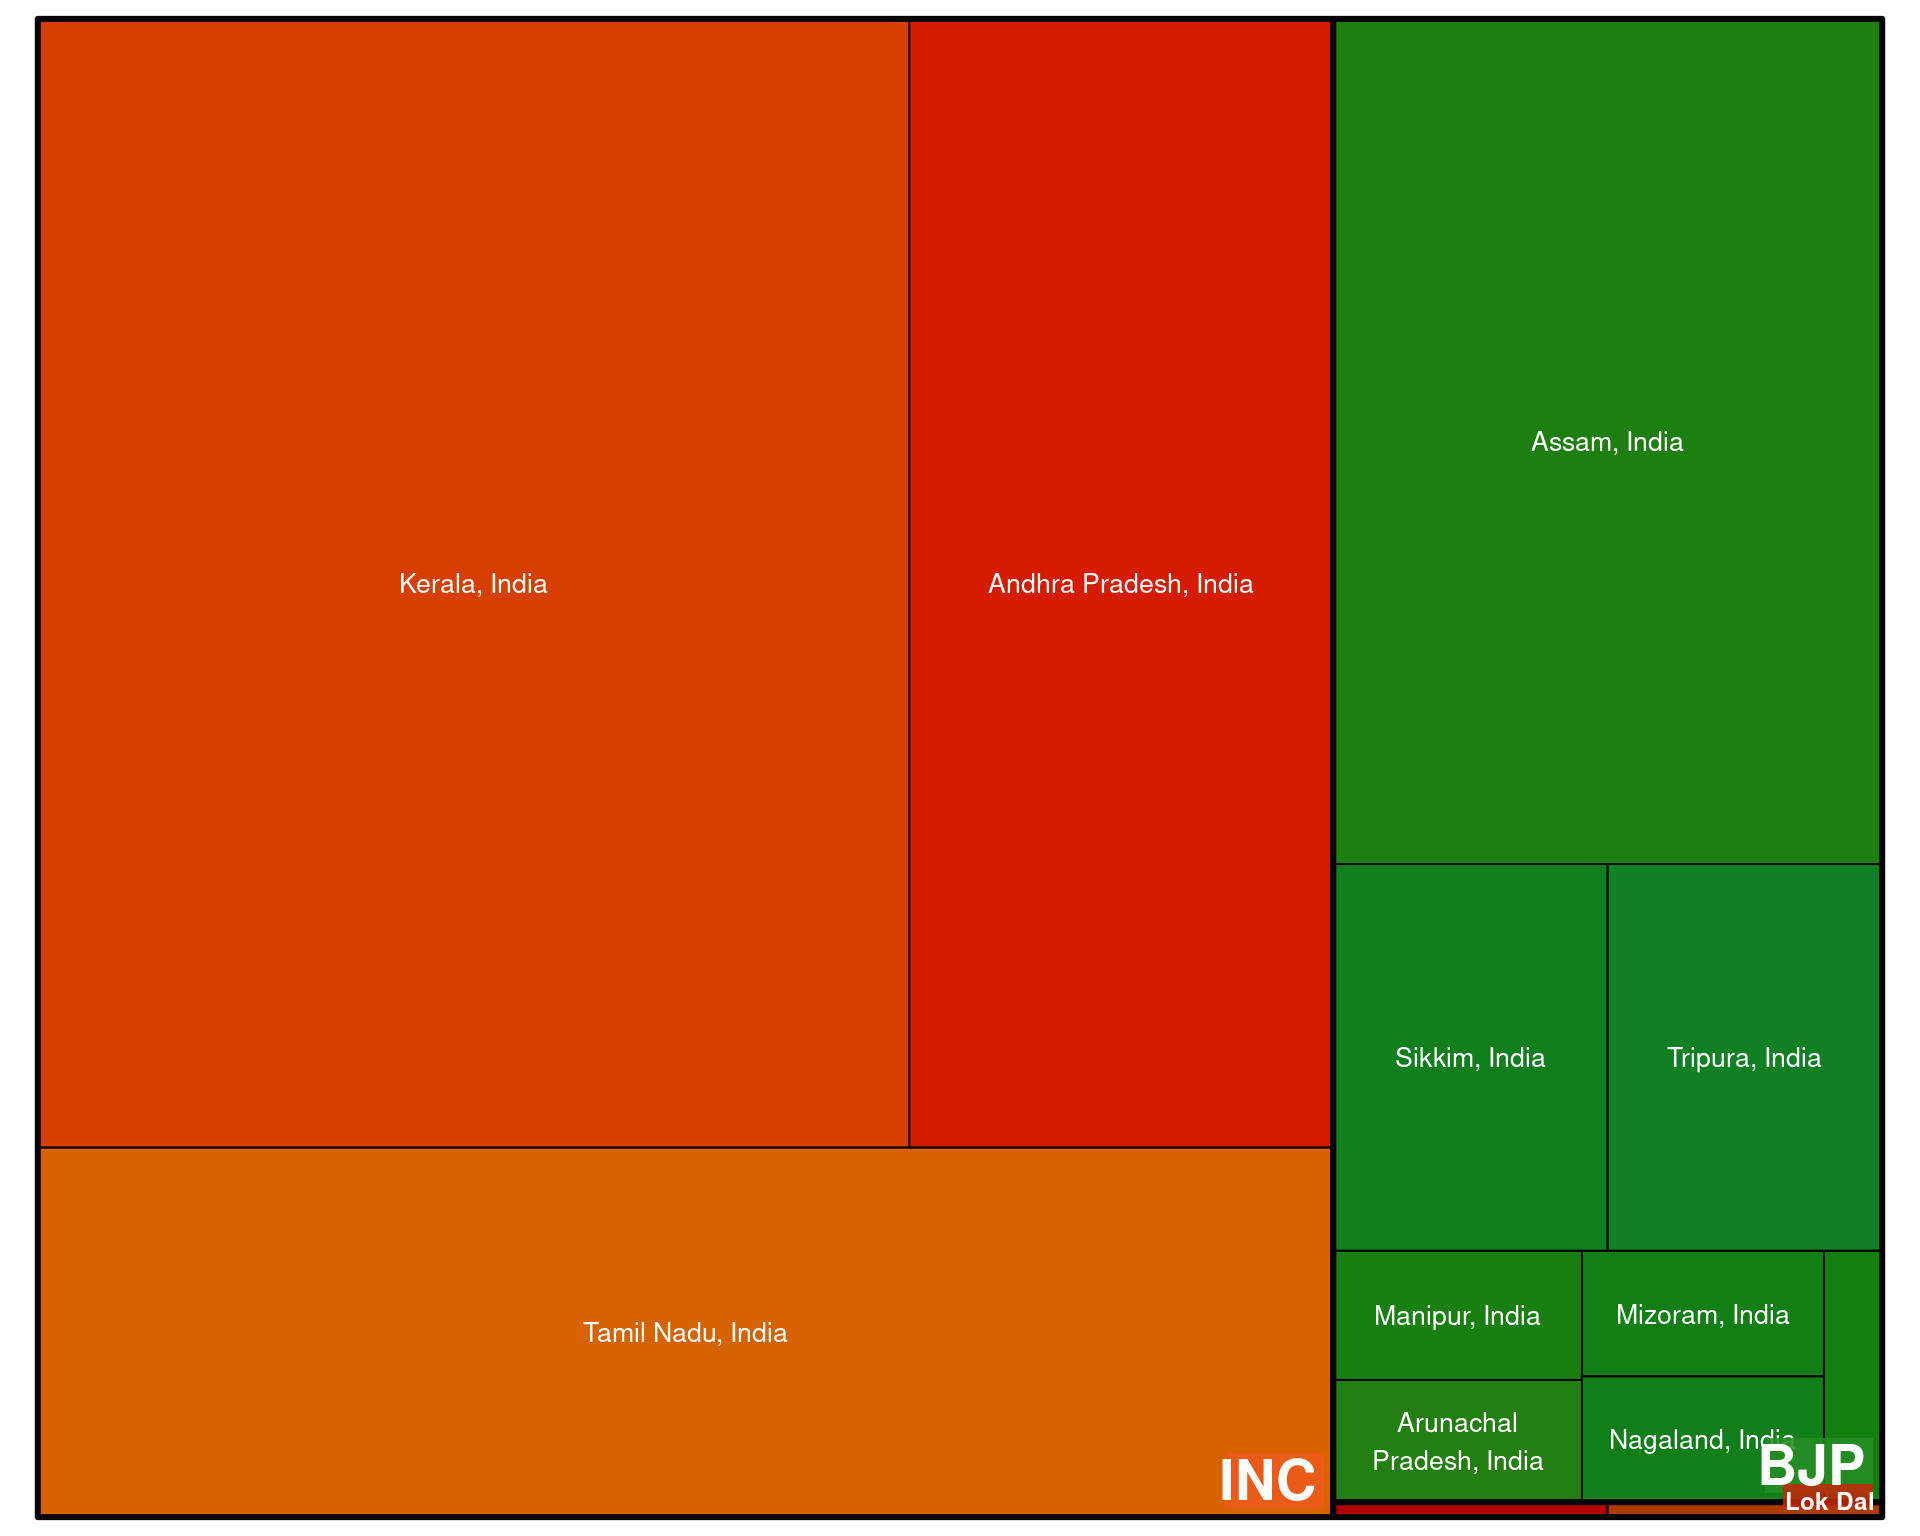 Kerala, India
Andhra Pradesh, India
Assam, India
Sikkim, India
Tripura, India
Manipur, India
Mizoram, India
Arunachal
Pradesh, India
Nagaland, India
Tamil Nadu, India
INC
BJP
Lok Dal